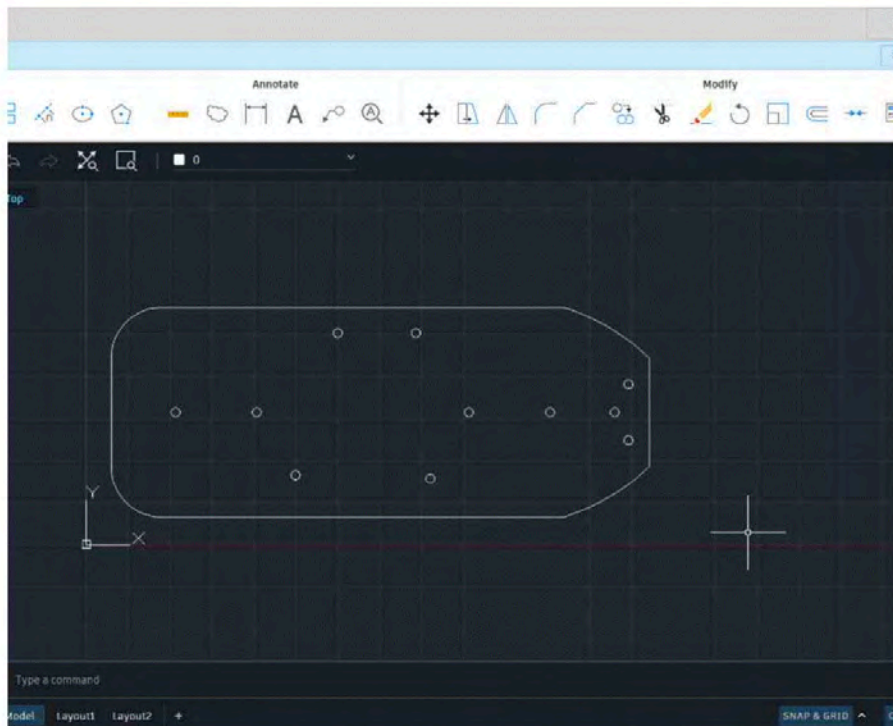 Annotate
Modify
0
Top
Y
X
Type a command
Model Layout1 Layout2 +
SNAP & GRID